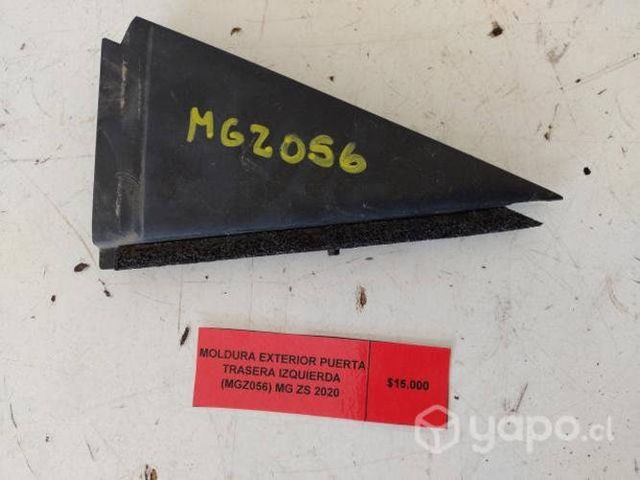 MGZ056
MOLDURA EXTERIOR PUERTA
TRASERA IZQUIERDA
(MGZ056) MG ZS 2020
$15.000
yapo.cl